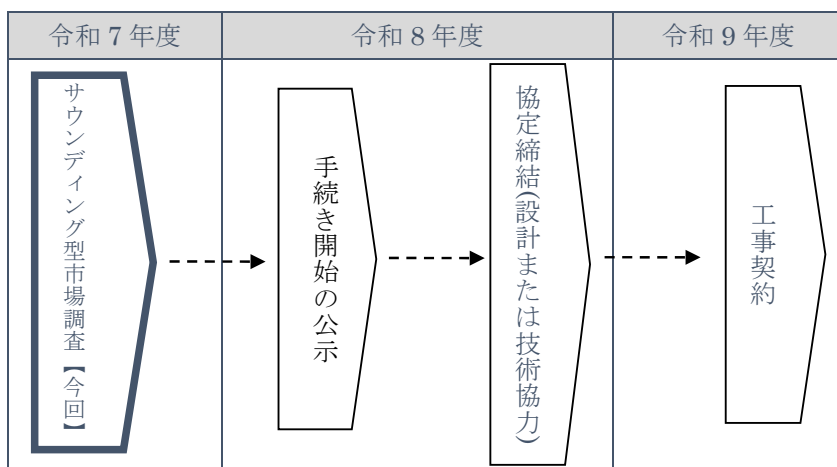 令和 7 年度
令和 8 年度
令和 9 年度
サウンディング型市場調査【今回】
手続き開始の公示
協定締結(設計または技術協力)
工事契約